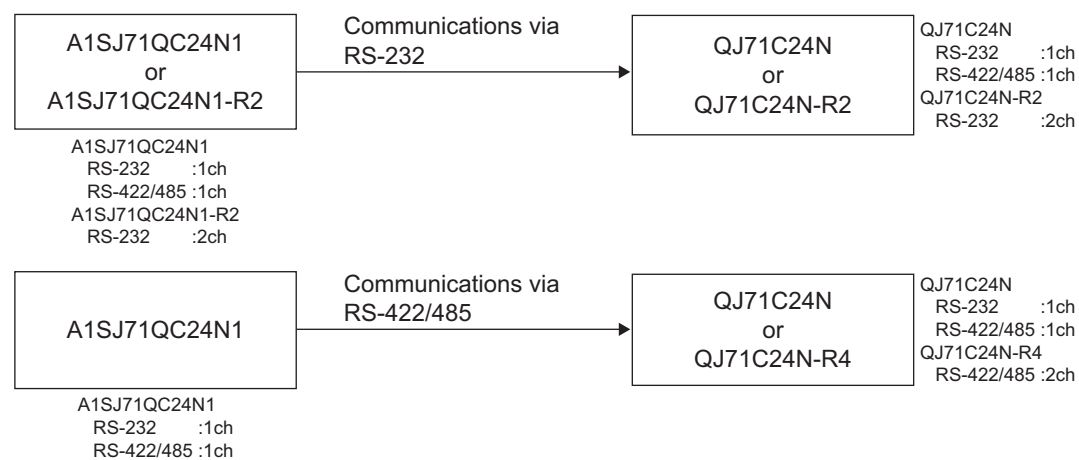 A1SJ71QC24N1
or
A1SJ71QC24N1-R2
Communications via
RS-232
QJ71C24N
or
QJ71C24N-R2
QJ71C24N
RS-232 :1ch
RS-422/485 :1ch
QJ71C24N-R2
RS-232 :2ch
A1SJ71QC24N1
RS-232 :1ch
RS-422/485 :1ch
A1SJ71QC24N1-R2
RS-232 :2ch
A1SJ71QC24N1
Communications via
RS-422/485
QJ71C24N
or
QJ71C24N-R4
QJ71C24N
RS-232 :1ch
RS-422/485 :1ch
QJ71C24N-R4
RS-422/485 :2ch
A1SJ71QC24N1
RS-232 :1ch
RS-422/485 :1ch